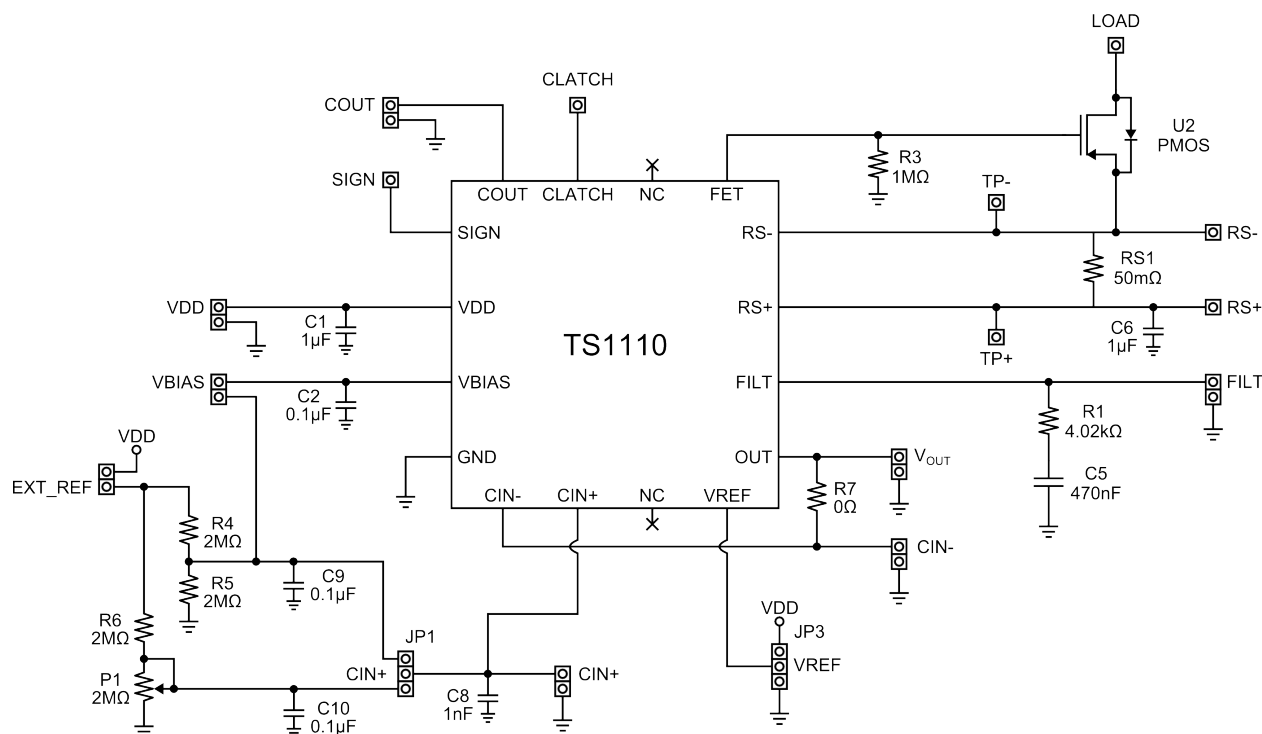 LOAD
CLATCH
COUT
U2
PMOS
R3
1MΩ
SIGN
COUT
CLATCH
NC
FET
TP-
SIGN
RS-
RS-
RS1
50mΩ
VDD
VDD
RS+
RS+
C1
1µF
C6
1µF
TS1110
TP+
VBIAS
VBIAS
FILT
FILT
C2
0.1µF
R1
4.02kΩ
VDD
GND
OUT
VOUT
EXT_REF
CIN-
CIN+
NC
VREF
R7
0Ω
C5
470nF
R4
2MΩ
CIN-
R5
2MΩ
C9
0.1µF
R6
2MΩ
VDD
JP1
JP3
CIN+
CIN+
VREF
P1
2MΩ
C8
1nF
C10
0.1µF